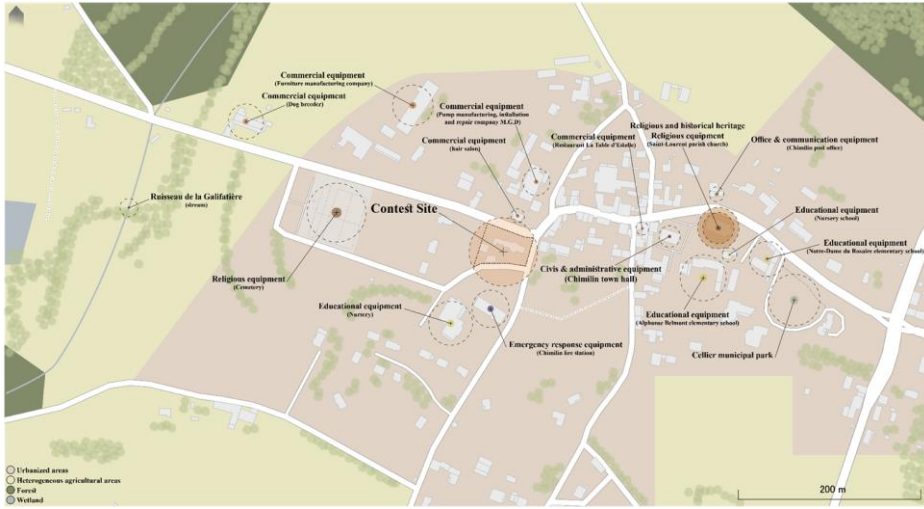 Commercial equipment
(Furniture manufacturing company)
Commercial equipment
(Dog breeder)
Commercial equipment
(Pump manufacturing, installation
and repair company M.G.D)
Commercial equipment
(hair salon)
Commercial equipment
(Restaurant La Table d'Estelle)
Religious and historical heritage
Religious equipment
(Saint-Laurent parish church)
Office & communication equipment
(Chimilin post office)
Ruisseau de la Galifatière
(stream)
Contest Site
Educational equipment
(Nursery school)
Educational equipment
(Notre-Dame du Rosaire elementary school)
Religious equipment
(Cemetery)
Civis & administrative equipment
(Chimilin town hall)
Educational equipment
(Nursery)
Educational equipment
(Alphonse Belmont elementary school)
Emergency response equipment
(Chimilin fire station)
Cellier municipal park
Urbanized areas
Heterogeneous agricultural areas
Forest
Wetland
200 m